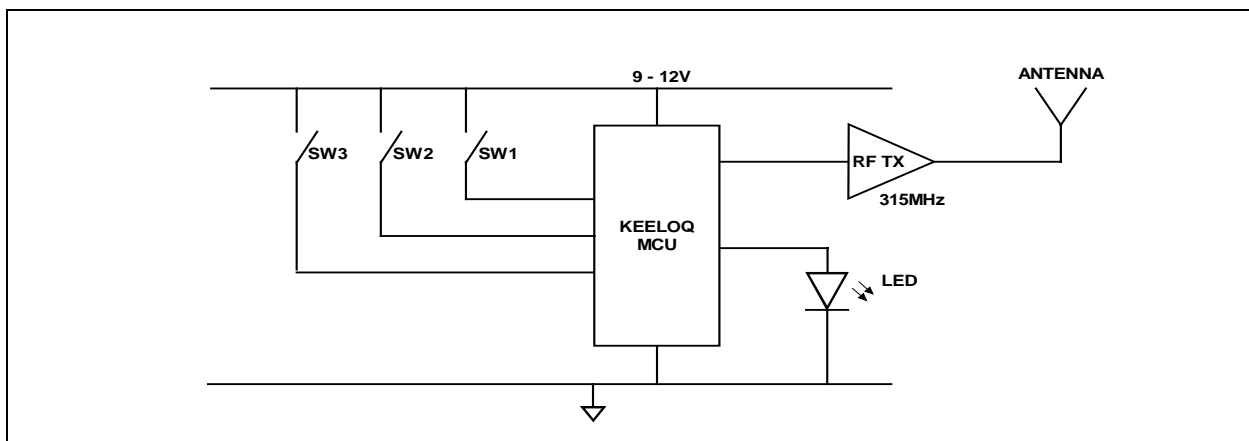 9 - 12V
ANTENNA
SW3
SW2
SW1
RF TX
315MHz
KEELOQ
MCU
LED